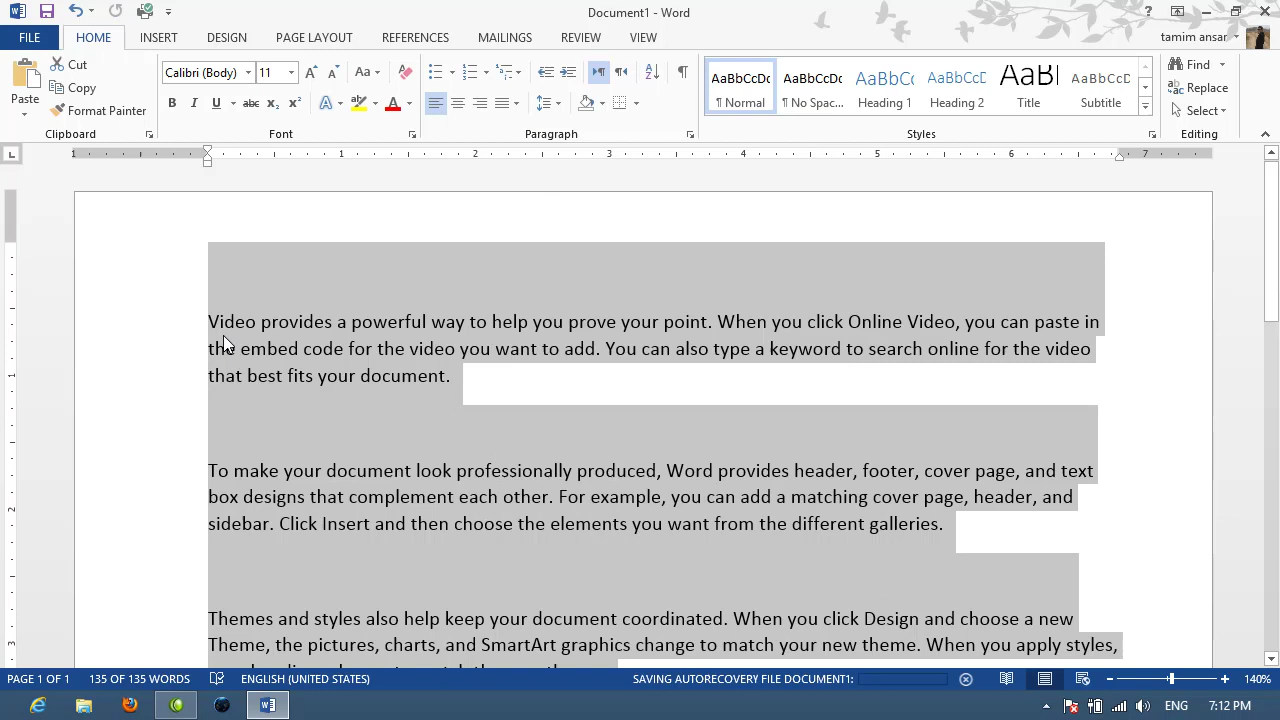 Document1 - Word
tamim ansar
FILE HOME INSERT DESIGN PAGE LAYOUT REFERENCES MAILINGS REVIEW VIEW
Paste
Cut
Copy
Format Painter
Clipboard
Calibri (Body) 11
Font
Paragraph
AaBbCcDc AaBbCcDc AaBbCc AaBbCcD AaBl AaBbCcD
¶ Normal ¶ No Spac... Heading 1 Heading 2 Title Subtitle
Styles
Find
Replace
Select
Editing
1 1 2 3 4 5 6 7
Video provides a powerful way to help you prove your point. When you click Online Video, you can paste in
the embed code for the video you want to add. You can also type a keyword to search online for the video
that best fits your document.
To make your document look professionally produced, Word provides header, footer, cover page, and text
box designs that complement each other. For example, you can add a matching cover page, header, and
sidebar. Click Insert and then choose the elements you want from the different galleries.
Themes and styles also help keep your document coordinated. When you click Design and choose a new
Theme, the pictures, charts, and SmartArt graphics change to match your new theme. When you apply styles,
PAGE 1 OF 1 135 OF 135 WORDS ENGLISH (UNITED STATES) SAVING AUTORECOVERY FILE DOCUMENT1: 140%
ENG 7:12 PM